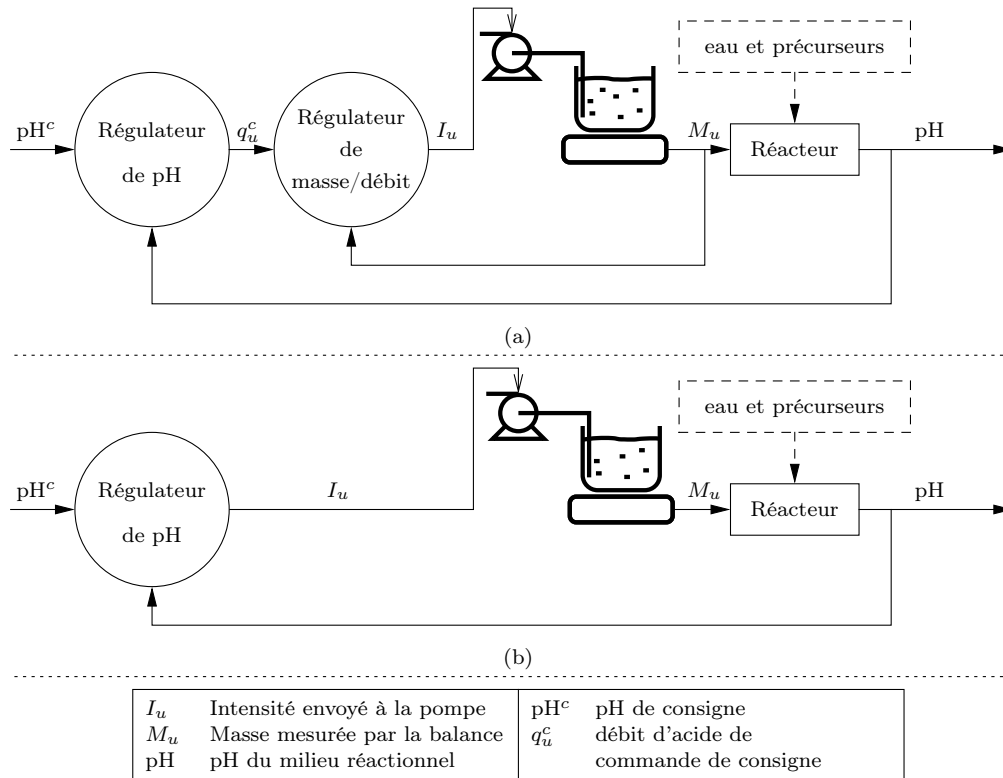 eau et précurseurs
pH^c
Régulateur
de pH
q_u^c
Régulateur
de
masse/débit
I_u
M_u
Réacteur
pH
(a)
eau et précurseurs
pH^c
Régulateur
de pH
I_u
M_u
Réacteur
pH
(b)
I_u Intensité envoyé à la pompe
M_u Masse mesurée par la balance
pH pH du milieu réactionnel
pH^c pH de consigne
q_u^c débit d'acide de
commande de consigne